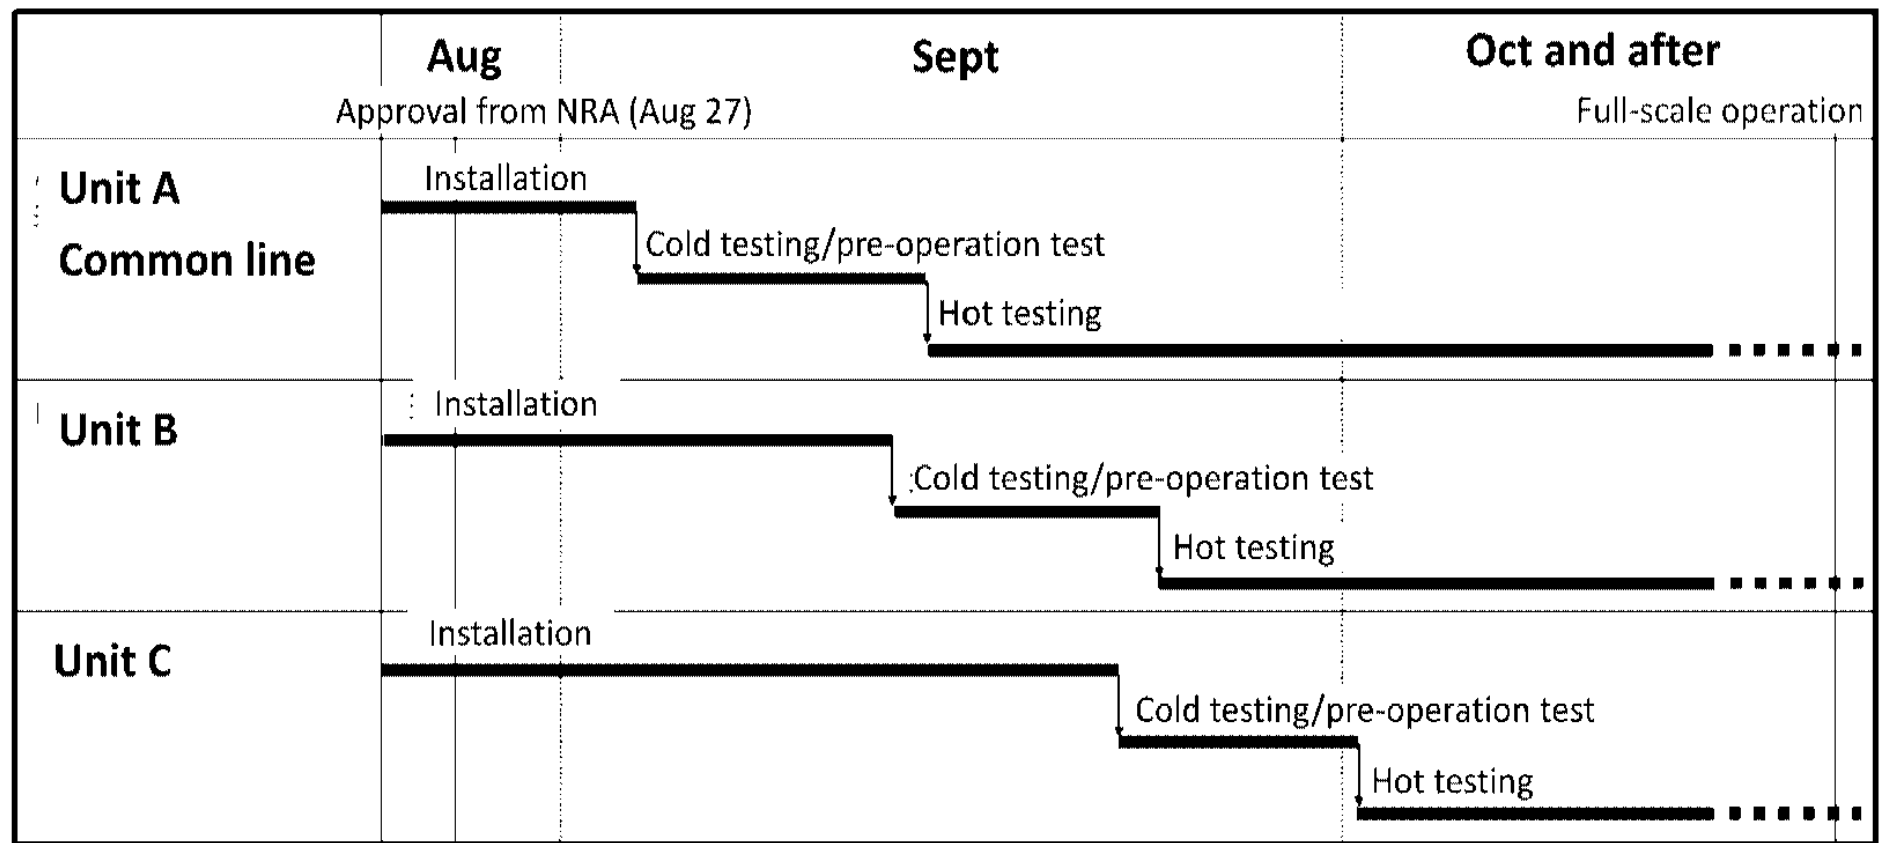 Aug Sept Oct and after
Approval from NRA (Aug 27) Full-scale operation
Unit A
Common line
Installation
Cold testing/pre-operation test
Hot testing
Unit B
Installation
Cold testing/pre-operation test
Hot testing
Unit C
Installation
Cold testing/pre-operation test
Hot testing